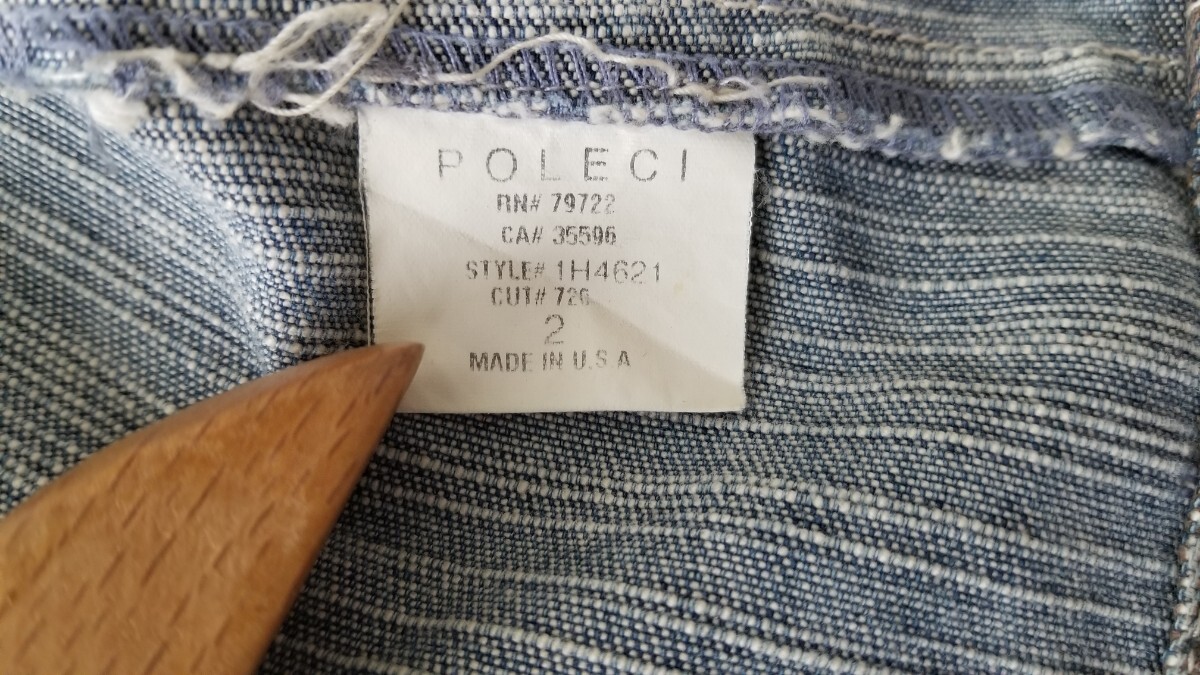 POLECI
RN# 79722
CA# 35596
STYLE# 1H4621
CUT# 726
2
MADE IN U.S.A